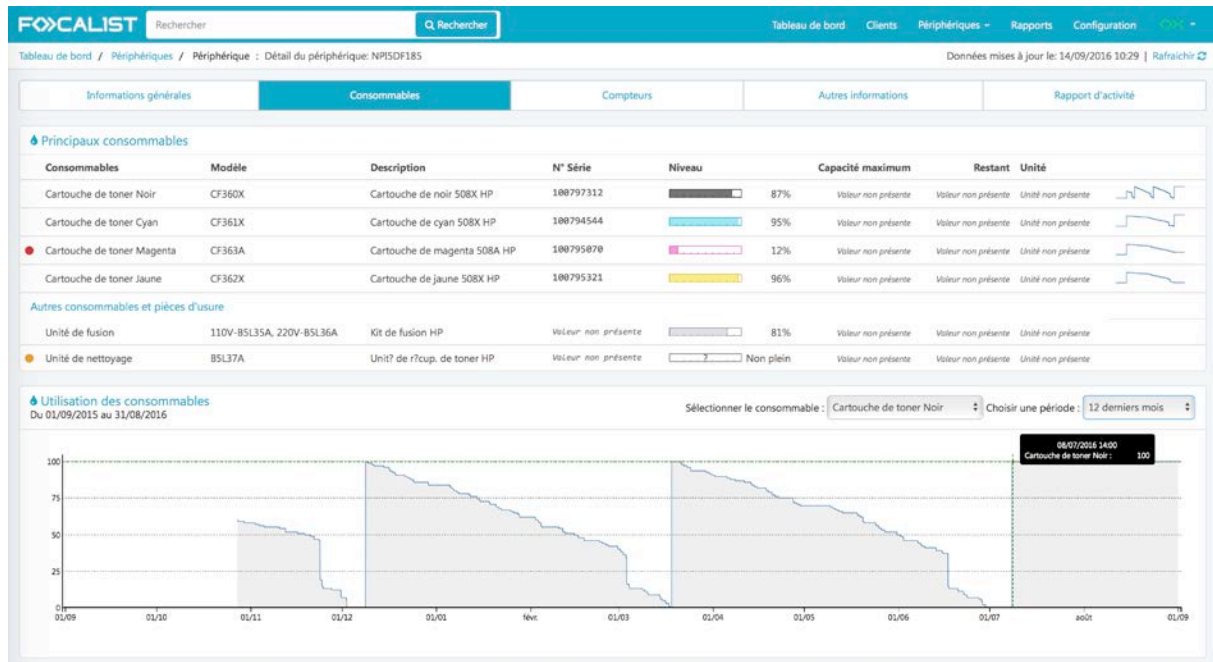 FOCALIST Rechercher Rechercher Tableau de bord Clients Périphériques Rapports Configuration
Tableau de bord / Périphériques / Périphérique : Détail du périphérique: NPI5DF185 Données mises à jour le: 14/09/2016 10:29 | Rafraichir
Informations générales Consommables Compteurs Autres informations Rapport d'activité
Principaux consommables
Consommables Modèle Description N° Série Niveau Capacité maximum Restant Unité
Cartouche de toner Noir CF360X Cartouche de noir 508X HP 100797312 87% Valeur non présente Valeur non présente Unité non présente
Cartouche de toner Cyan CF361X Cartouche de cyan 508X HP 100794544 95% Valeur non présente Valeur non présente Unité non présente
Cartouche de toner Magenta CF363A Cartouche de magenta 508A HP 100795070 12% Valeur non présente Valeur non présente Unité non présente
Cartouche de toner Jaune CF362X Cartouche de jaune 508X HP 100795321 96% Valeur non présente Valeur non présente Unité non présente
Autres consommables et pièces d'usure
Unité de fusion 110V-B5L35A, 220V-B5L36A Kit de fusion HP Valeur non présente 81% Valeur non présente Valeur non présente Unité non présente
Unité de nettoyage B5L37A Unit? de r?cup. de toner HP Valeur non présente ? Non plein Valeur non présente Valeur non présente Unité non présente
Utilisation des consommables
Du 01/09/2015 au 31/08/2016
Sélectionner le consommable : Cartouche de toner Noir Choisir une période : 12 derniers mois
08/07/2016 14:00
Cartouche de toner Noir : 100
100
75
50
25
0
01/09 01/10 01/11 01/12 01/01 févr. 01/03 01/04 01/05 01/06 01/07 août 01/09